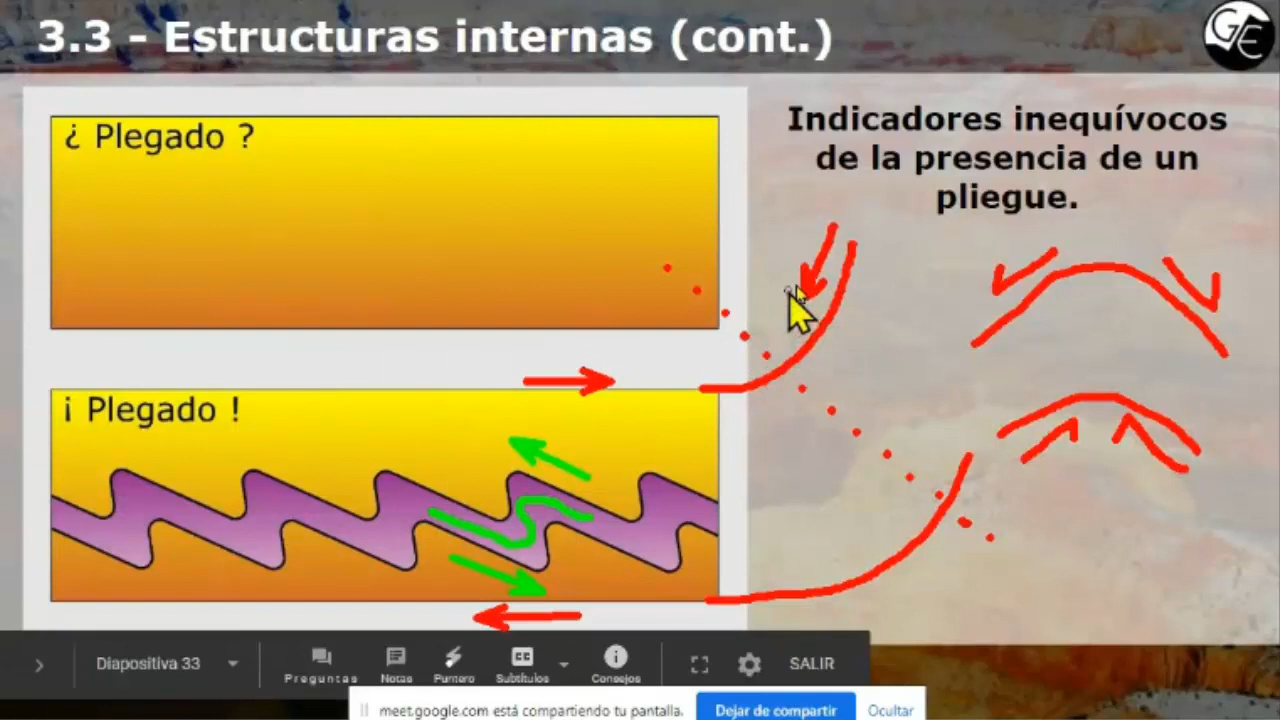 3.3 - Estructuras internas (cont.)
GE
¿ Plegado ?
Indicadores inequívocos
de la presencia de un
pliegue.
¡ Plegado !
Diapositiva 33
Preguntas
Notas
Puntero
Subtítulos
Consejos
SALIR
meet.google.com está compartiendo tu pantalla.
Dejar de compartir
Ocultar